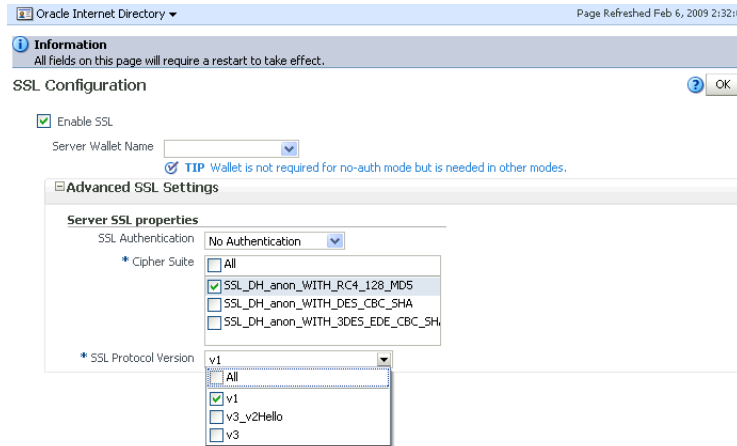 Oracle Internet Directory
Page Refreshed Feb 6, 2009 2:32:
Information
All fields on this page will require a restart to take effect.
SSL Configuration
OK
Enable SSL
Server Wallet Name
TIP Wallet is not required for no-auth mode but is needed in other modes.
Advanced SSL Settings
Server SSL properties
SSL Authentication No Authentication
* Cipher Suite All
SSL_DH_anon_WITH_RC4_128_MD5
SSL_DH_anon_WITH_DES_CBC_SHA
SSL_DH_anon_WITH_3DES_EDE_CBC_SH
* SSL Protocol Version v1
All
v1
v3_v2Hello
v3